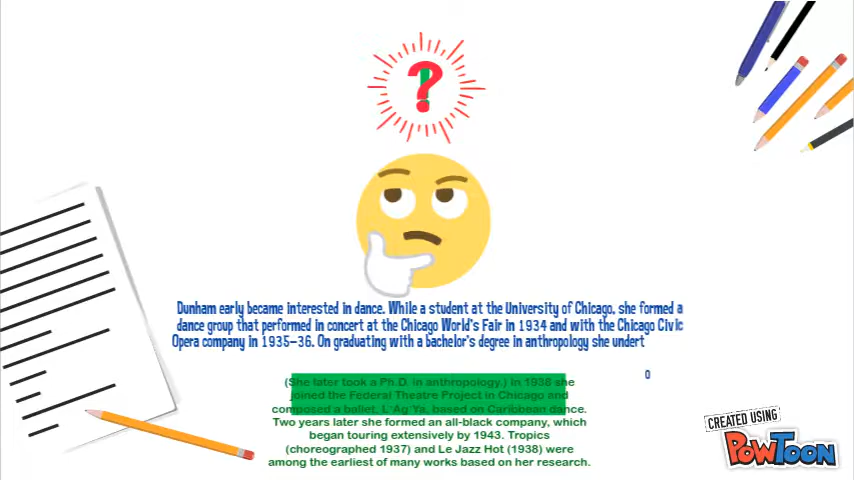 ?
Dunham early became interested in dance. While a student at the University of Chicago, she formed a
dance group that performed in concert at the Chicago World's Fair in 1934 and with the Chicago Civic
Opera company in 1935-36. On graduating with a bachelor's degree in anthropology she undert
o
(She later took a Ph.D. in anthropology.) In 1938 she
joined the Federal Theatre Project in Chicago and
composed a ballet, L'Ag'Ya, based on Caribbean dance.
Two years later she formed an all-black company, which
began touring extensively by 1943. Tropics
(choreographed 1937) and Le Jazz Hot (1938) were
among the earliest of many works based on her research.
CREATED USING
POWTOON